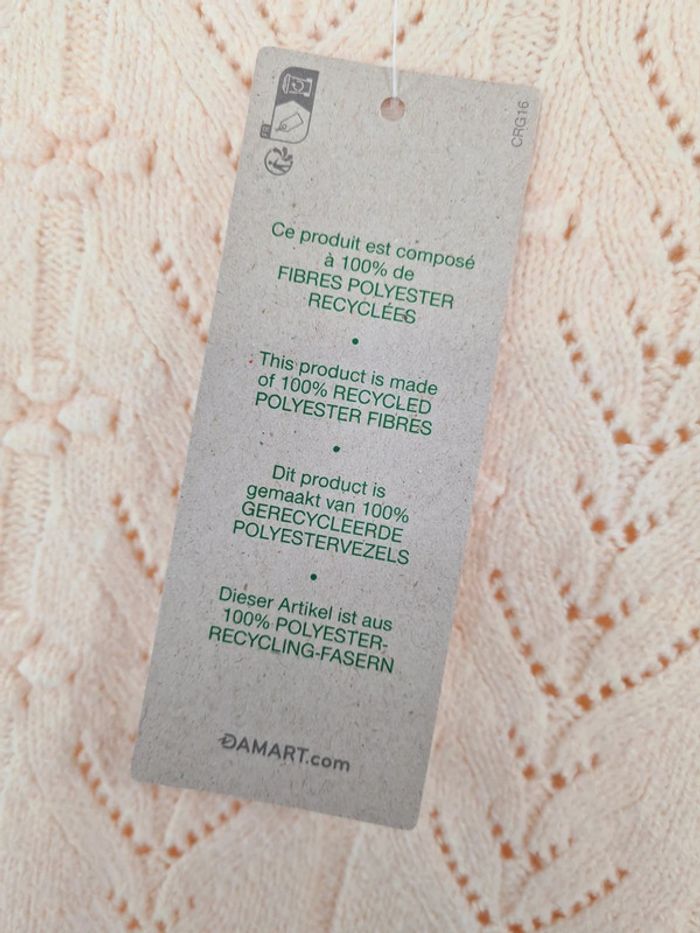 CRG16
FR
Ce produit est composé
à 100% de
FIBRES POLYESTER
RECYCLÉES
•
This product is made
of 100% RECYCLED
POLYESTER FIBRES
•
Dit product is
gemaakt van 100%
GERECYCLEERDE
POLYESTERVEZELS
•
Dieser Artikel ist aus
100% POLYESTER-
RECYCLING-FASERN
DAMART.com